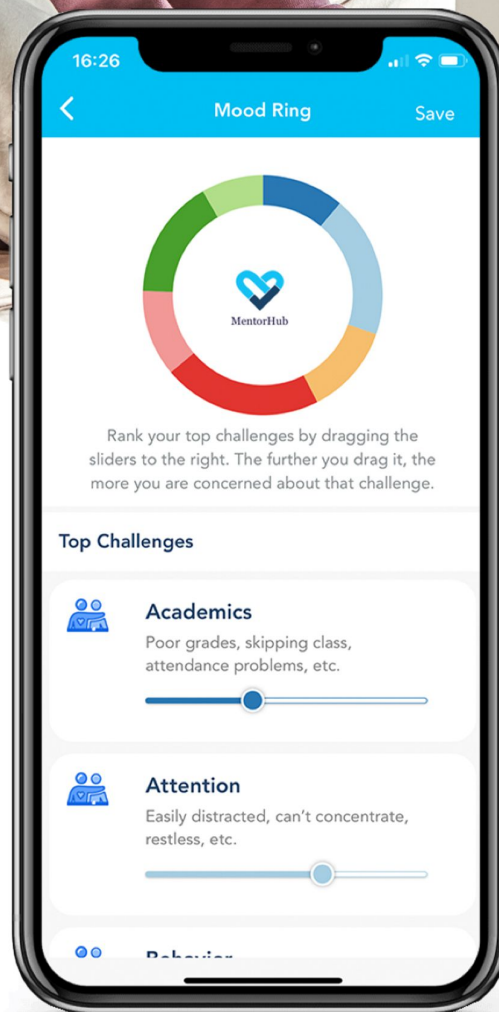 16:26
Mood Ring
Save
MentorHub
Rank your top challenges by dragging the
sliders to the right. The further you drag it, the
more you are concerned about that challenge.
Top Challenges
Academics
Poor grades, skipping class,
attendance problems, etc.
Attention
Easily distracted, can't concentrate,
restless, etc.
Behavior